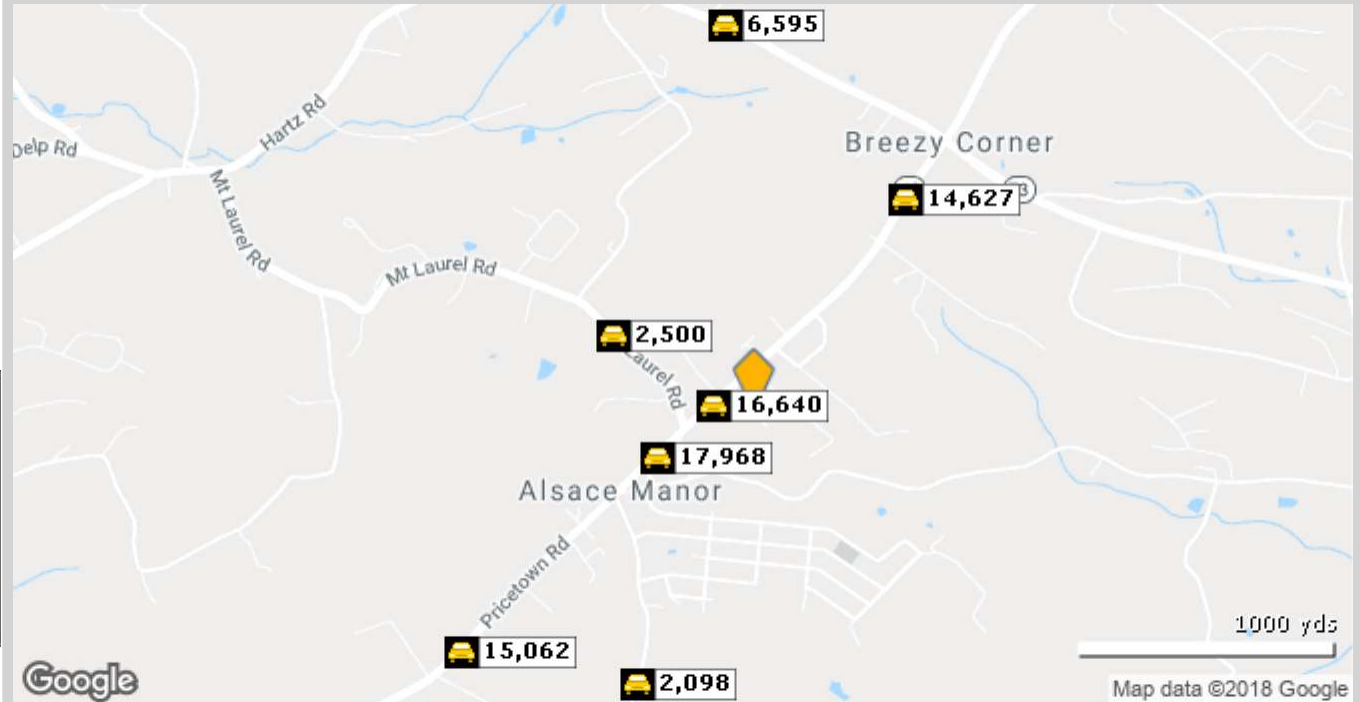 6,595
Hartz Rd
Breezy Corner
Delp Rd
14,627
3
Mt Laurel Rd
Mt Laurel Rd
2,500
Laurel Rd
16,640
17,968
Alsace Manor
Pricetown Rd
1000 yds
15,062
2,098
Google
Map data ©2018 Google